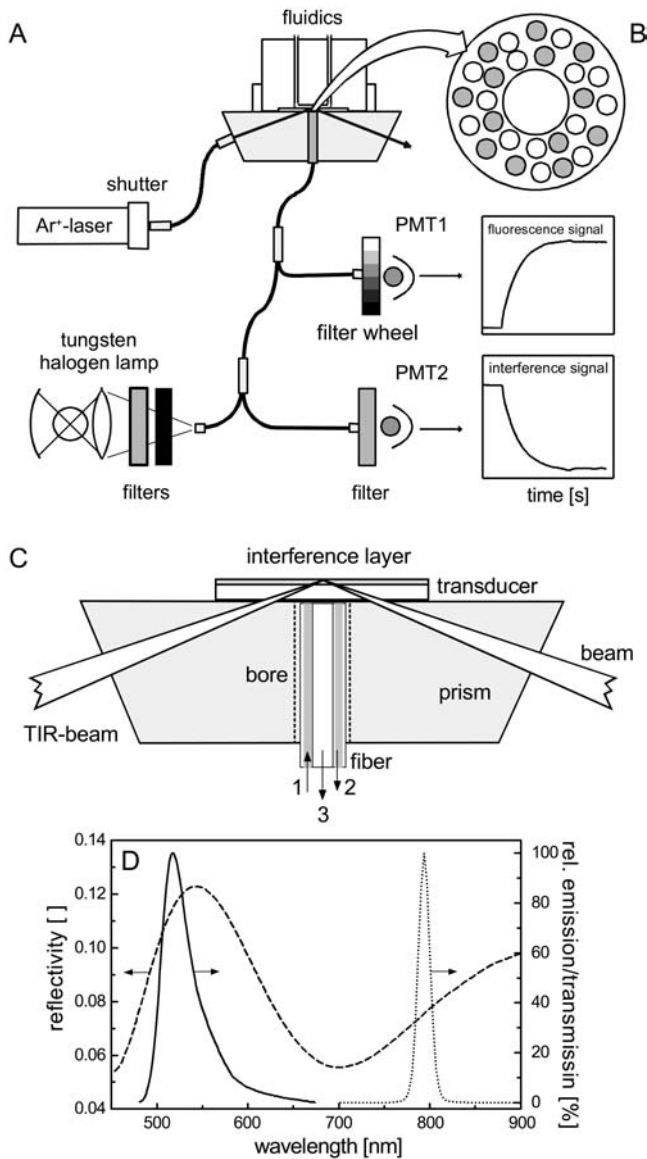 A
fluidics
B
shutter
Ar+-laser
PMT1
fluorescence signal
filter wheel
tungsten
halogen lamp
PMT2
interference signal
filters
filter
time [s]
C
interference layer
transducer
beam
bore
prism
TIR-beam
fiber
1
2
3
D
0.14
0.12
0.10
0.08
0.06
0.04
reflectivity [ ]
100
80
60
40
20
0
rel. emission/transmissin [%]
500
600
700
800
900
wavelength [nm]